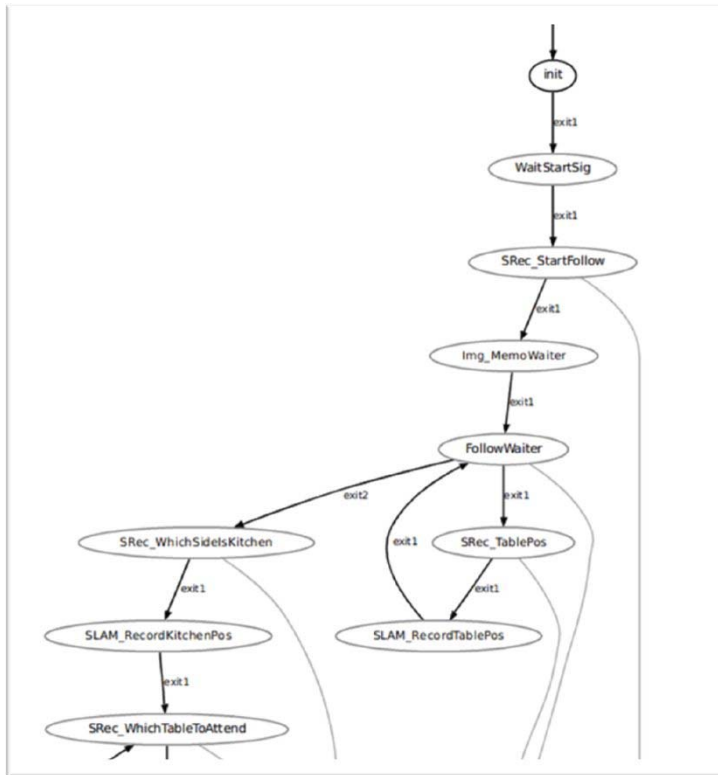 init
exit1
WaitStartSig
exit1
SRec_StartFollow
exit1
Img_MemoWaiter
exit1
FollowWaiter
exit2
exit1
SRec_WhichSideIsKitchen
SRec_TablePos
exit1
exit1
exit1
SLAM_RecordKitchenPos
SLAM_RecordTablePos
exit1
SRec_WhichTableToAttend